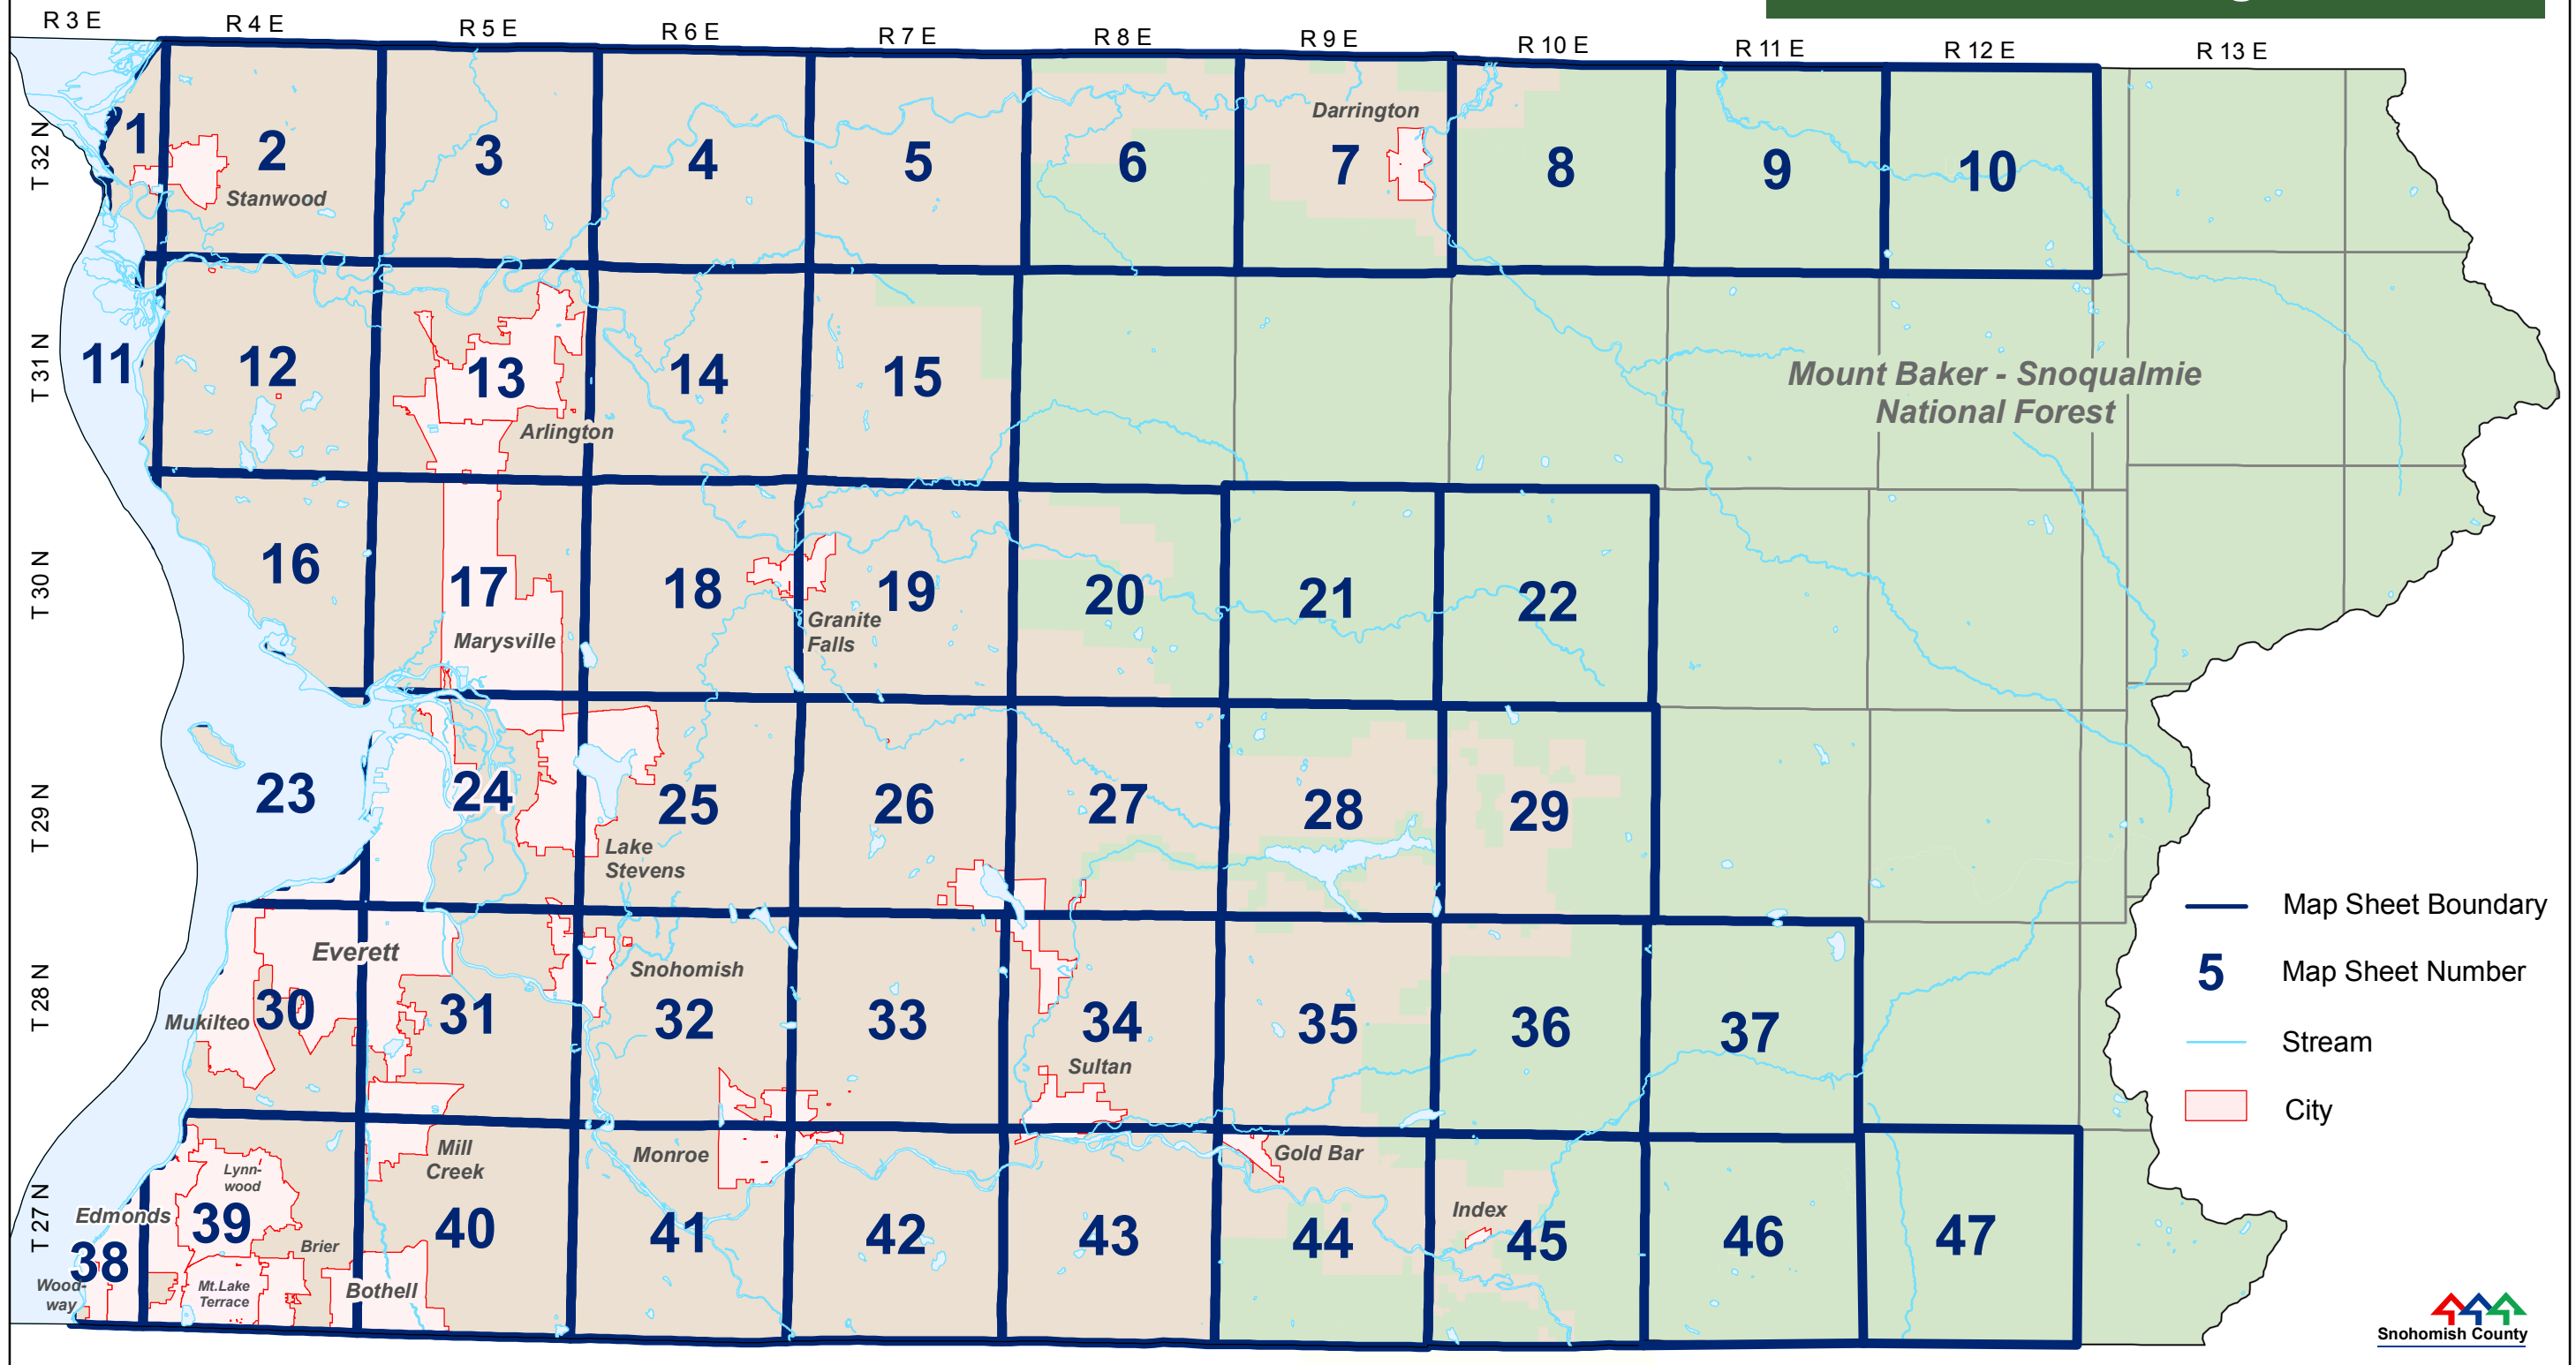 R 3 E
R 4 E
R 5 E
R 6 E
R 7 E
R 8 E
R 9 E
R 10 E
R 11 E
R 12 E
R 13 E
T 32 N
1
2
3
4
5
6
7
8
9
10
Stanwood
Darrington
T 31 N
11
12
13
14
15
Arlington
Mount Baker - Snoqualmie
National Forest
T 30 N
16
17
18
19
20
21
22
Marysville
Granite
Falls
T 29 N
23
24
25
26
27
28
29
Lake
Stevens
T 28 N
Everett
Snohomish
Mukilteo
30
31
32
33
34
35
36
37
Sultan
T 27 N
Mill
Creek
Monroe
Gold Bar
Lynn-
wood
Edmonds
38
39
40
41
42
43
44
45
46
47
Index
Brier
Wood-
way
Mt.Lake
Terrace
Bothell
Map Sheet Boundary
5
Map Sheet Number
Stream
City
Snohomish County